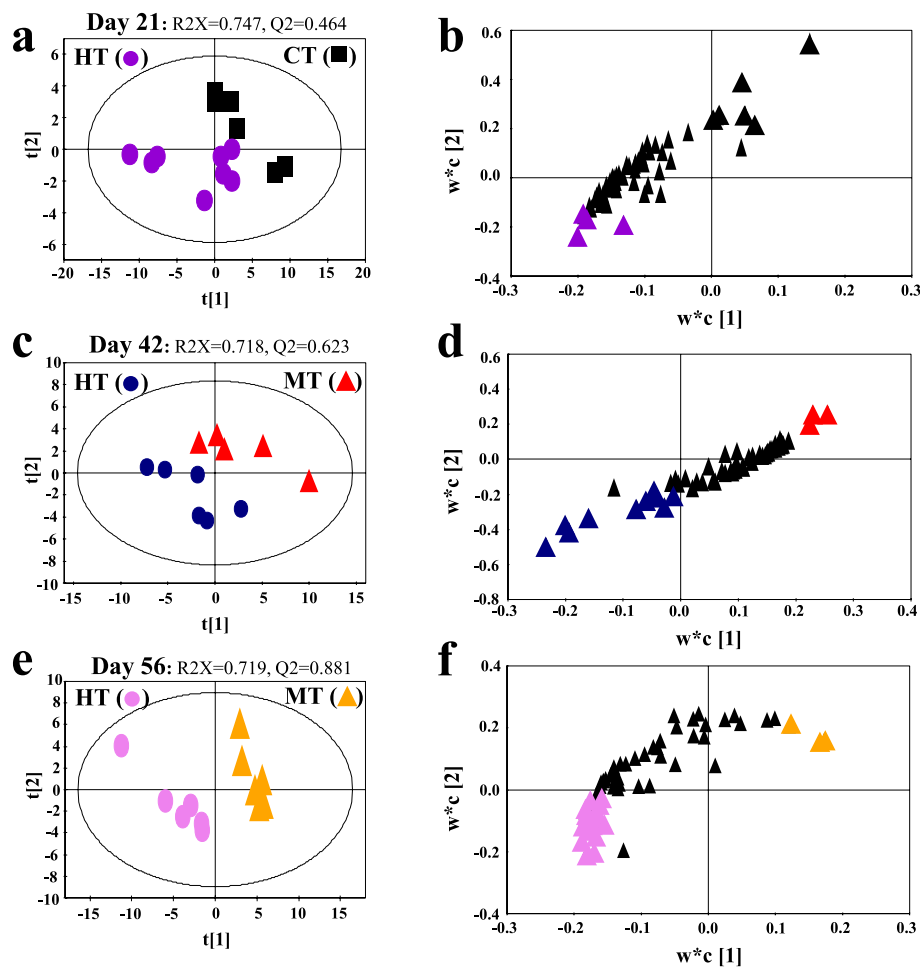 a
Day 21: R2X=0.747, Q2=0.464
HT ( )
CT ( )
6
4
2
0
-2
-4
-6
t[2]
-20 -15 -10 -5 0 5 10 15 20
t[1]
b
0.6
0.4
0.2
0.0
-0.2
-0.4
w*c [2]
-0.3 -0.2 -0.1 0.0 0.1 0.2 0.3
w*c [1]
c
Day 42: R2X=0.718, Q2=0.623
HT ( )
MT ( )
10
8
6
4
2
0
-2
-4
-6
-8
-10
t[2]
-15 -10 -5 0 5 10 15
t[1]
d
0.6
0.4
0.2
0.0
-0.2
-0.4
-0.6
-0.8
w*c [2]
-0.3 -0.2 -0.1 0.0 0.1 0.2 0.3 0.4
w*c [1]
e
Day 56: R2X=0.719, Q2=0.881
HT ( )
MT ( )
10
8
6
4
2
0
-2
-4
-6
-8
-10
t[2]
-15 -10 -5 0 5 10 15
t[1]
f
0.4
0.2
0.0
-0.2
-0.4
w*c [2]
-0.3 -0.2 -0.1 0.0 0.1 0.2 0.3
w*c [1]